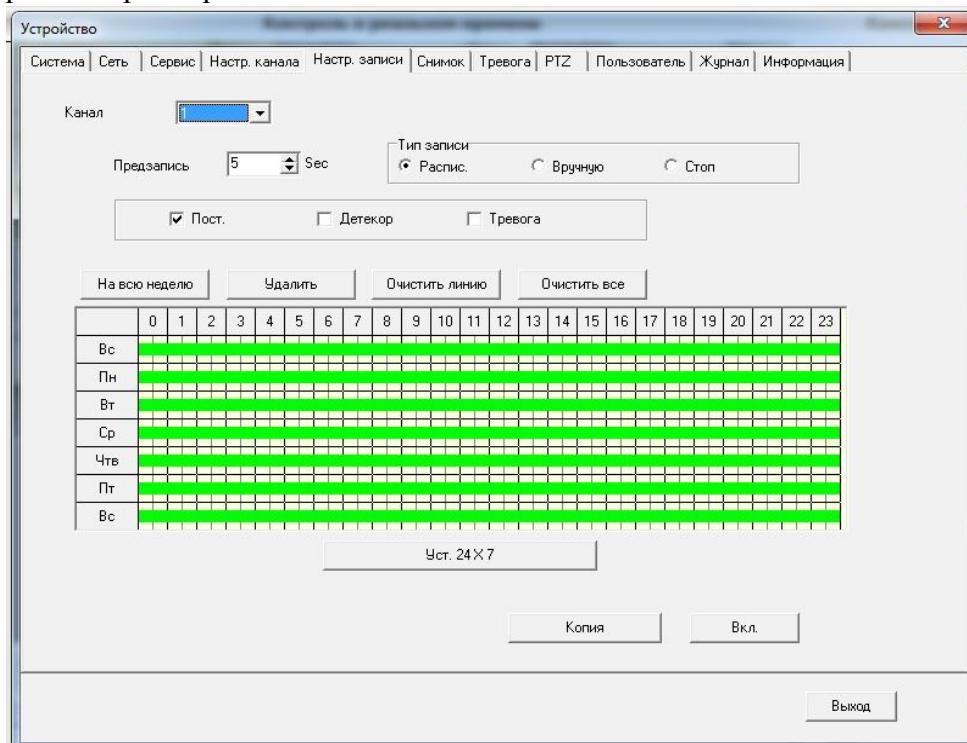 Устройство
Система Сеть Сервис Настр. канала Настр. записи Снимок Тревога PTZ Пользователь Журнал Информация
Канал 1
Тип записи
Предзапись 5 Sec Распис. Вручную Стоп
Пост. Детекор Тревога
На всю неделю Удалить Очистить линию Очистить все
0 1 2 3 4 5 6 7 8 9 10 11 12 13 14 15 16 17 18 19 20 21 22 23
Вс
Пн
Вт
Ср
Чтв
Пт
Вс
Уст. 24 X 7
Копия Вкл.
Выход